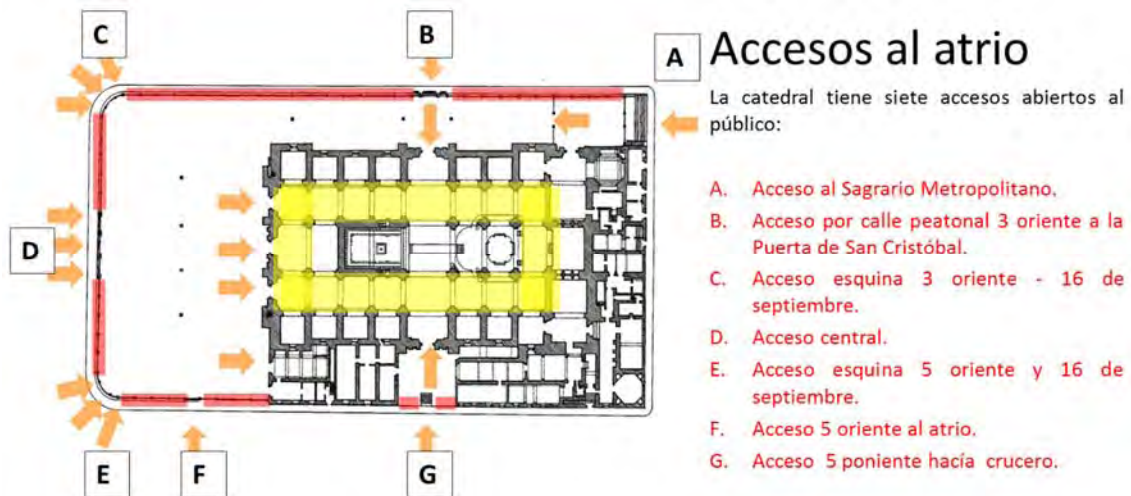 C
B
A
Accesos al atrio
La catedral tiene siete accesos abiertos al
público:
A. Acceso al Sagrario Metropolitano.
B. Acceso por calle peatonal 3 oriente a la
Puerta de San Cristóbal.
D
C. Acceso esquina 3 oriente - 16 de
septiembre.
D. Acceso central.
E. Acceso esquina 5 oriente y 16 de
septiembre.
F. Acceso 5 oriente al atrio.
G. Acceso 5 poniente hacía crucero.
E
F
G